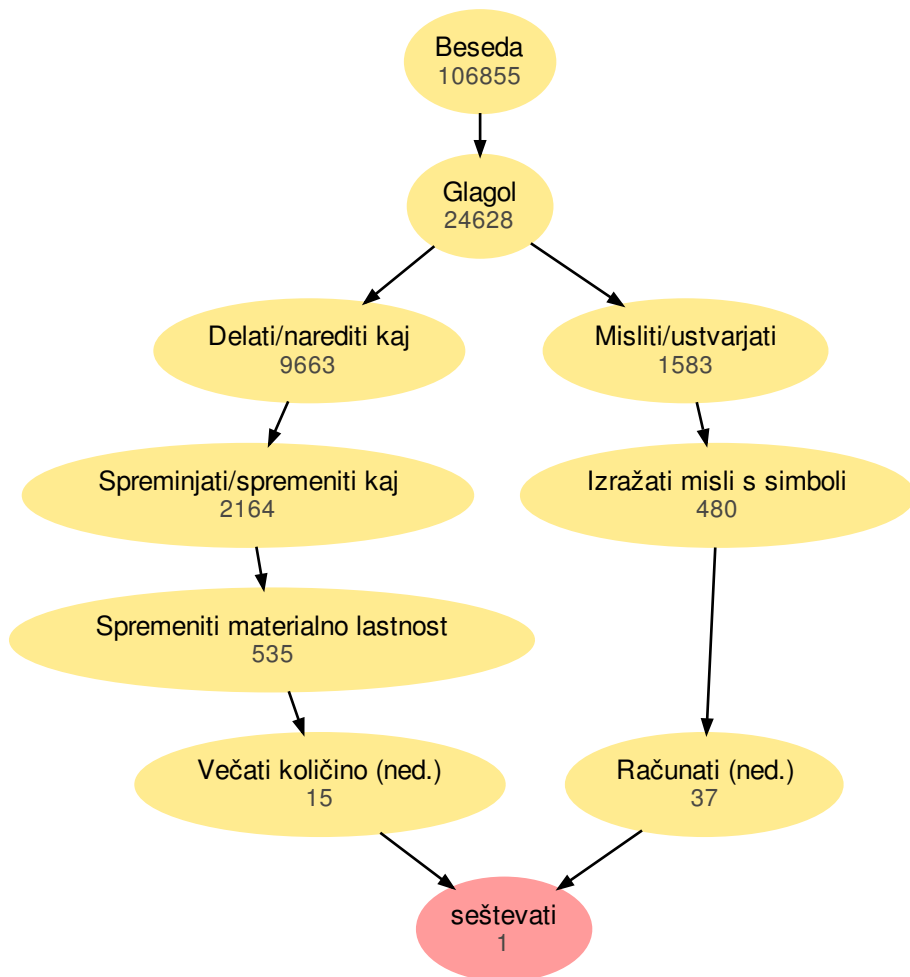 Beseda
106855
Glagol
24628
Delati/narediti kaj
9663
Misliti/ustvarjati
1583
Spreminjati/spremeniti kaj
2164
Izražati misli s simboli
480
Spremeniti materialno lastnost
535
Večati količino (ned.)
15
Računati (ned.)
37
seštevati
1